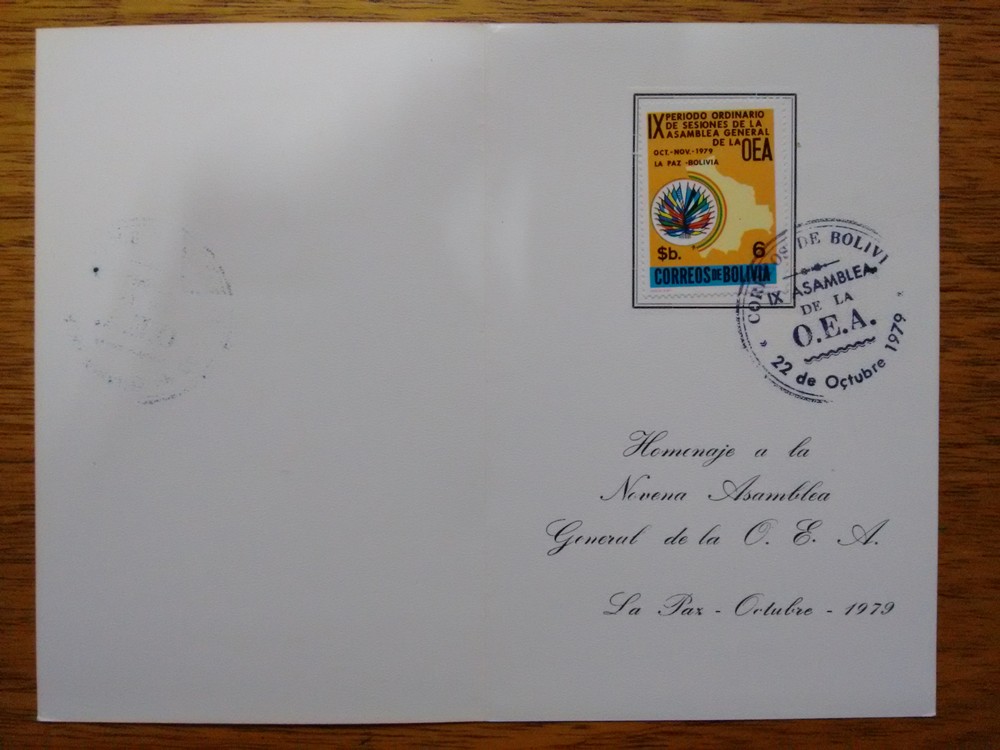 IX PERIODO ORDINARIO
DE SESIONES DE LA
ASAMBLEA GENERAL
DE LA OEA
OCT.-NOV.-1979
LA PAZ -BOLIVIA
$b. 6
CORREOS DE BOLIVIA
DE BOLIVI
IX ASAMBLEA
DE LA
O.E.A.
« 22 de Octubre 1979 »
Homenaje a la
Novena Asamblea
General de la O. E. A.
La Paz - Octubre - 1979